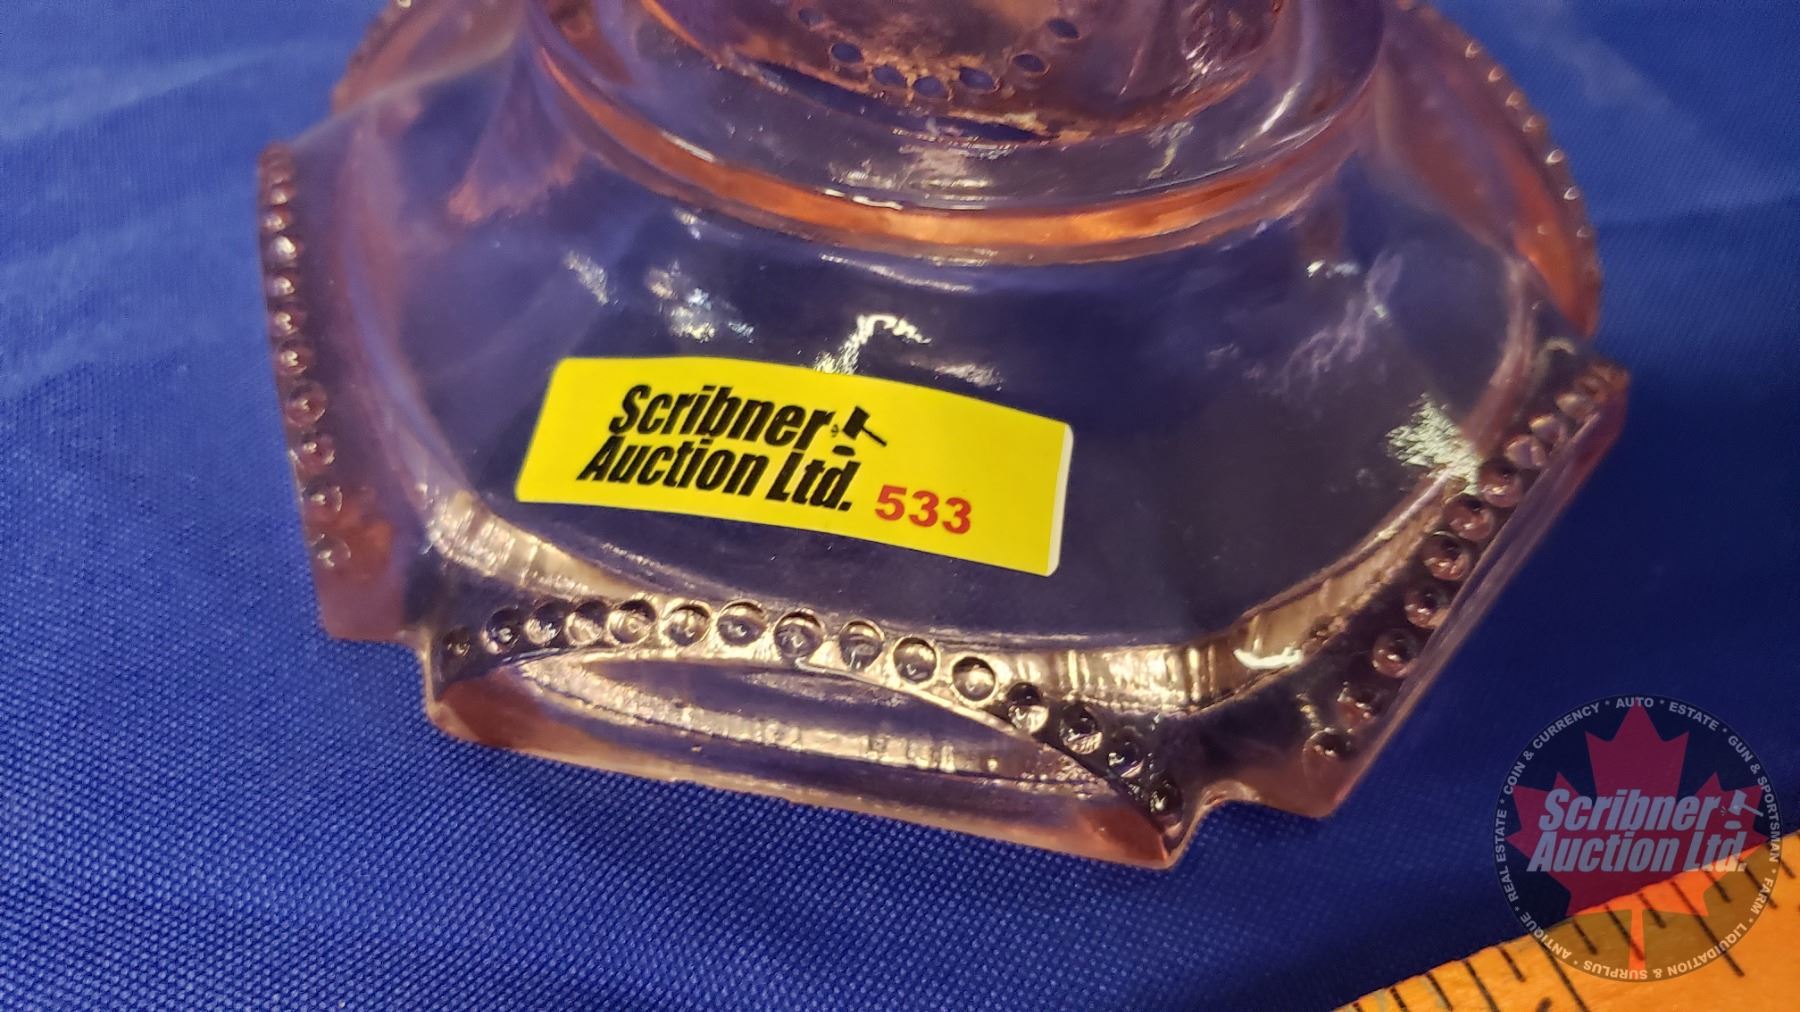 Scribner
Auction Ltd.
533
COIN & CURRENCY • AUTO • ESTATE • GUN & SPORTSMAN • FARM • LIQUIDATION & SURPLUS • ANTIQUE • REAL ESTATE •
Scribner
Auction Ltd.